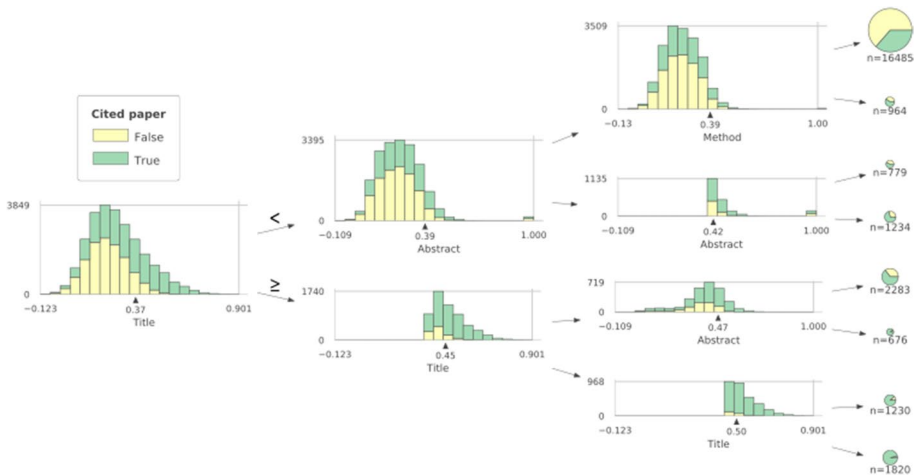 Cited paper
False
True
3849
0
−0.123
0.37
0.901
Title
<
≥
3395
0
−0.109
0.39
1.000
Abstract
1740
0
−0.123
0.45
0.901
Title
3509
0
−0.13
0.39
1.00
Method
1135
0
−0.109
0.42
1.000
Abstract
719
0
−0.109
0.47
1.000
Abstract
968
0
−0.123
0.50
0.901
Title
n=16485
n=964
n=779
n=1234
n=2283
n=676
n=1230
n=1820